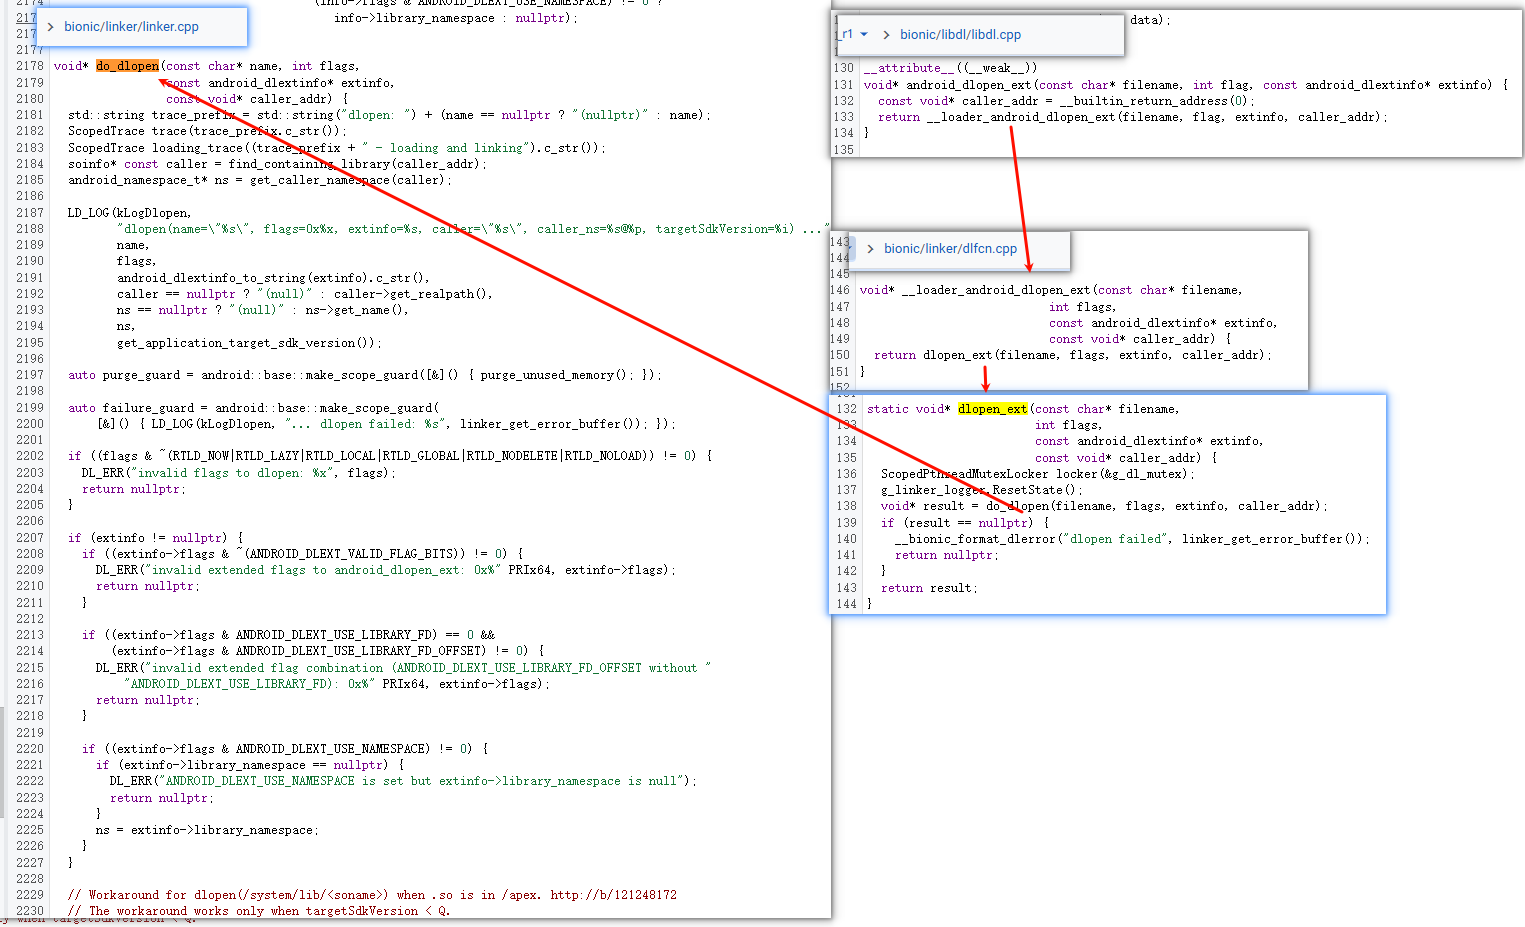 2174 (info->flags & ANDROID_DLEXT_USE_NAMESPACE) != 0 ?
217 info->library_namespace : nullptr);
217
bionic/linker/linker.cpp
2177
2178 void* do_dlopen(const char* name, int flags,
2179 const android_dlextinfo* extinfo,
2180 const void* caller_addr) {
2181 std::string trace_prefix = std::string("dlopen: ") + (name == nullptr ? "(nullptr)" : name);
2182 ScopedTrace trace(trace_prefix.c_str());
2183 ScopedTrace loading_trace((trace_prefix + " - loading and linking").c_str());
2184 soinfo* const caller = find_containing_library(caller_addr);
2185 android_namespace_t* ns = get_caller_namespace(caller);
2186
2187 LD_LOG(kLogDlopen,
2188 "dlopen(name=\"%s\", flags=0x%x, extinfo=%s, caller=\"%s\", caller_ns=%s@%p, targetSdkVersion=%i) ..."
2189 name,
2190 flags,
2191 android_dlextinfo_to_string(extinfo).c_str(),
2192 caller == nullptr ? "(null)" : caller->get_realpath(),
2193 ns == nullptr ? "(null)" : ns->get_name(),
2194 ns,
2195 get_application_target_sdk_version());
2196
2197 auto purge_guard = android::base::make_scope_guard([&]() { purge_unused_memory(); });
2198
2199 auto failure_guard = android::base::make_scope_guard(
2200 [&]() { LD_LOG(kLogDlopen, "... dlopen failed: %s", linker_get_error_buffer()); });
2201
2202 if ((flags & ~(RTLD_NOW|RTLD_LAZY|RTLD_LOCAL|RTLD_GLOBAL|RTLD_NODELETE|RTLD_NOLOAD)) != 0) {
2203 DL_ERR("invalid flags to dlopen: %x", flags);
2204 return nullptr;
2205 }
2206
2207 if (extinfo != nullptr) {
2208 if ((extinfo->flags & ~(ANDROID_DLEXT_VALID_FLAG_BITS)) != 0) {
2209 DL_ERR("invalid extended flags to android_dlopen_ext: 0x%" PRIx64, extinfo->flags);
2210 return nullptr;
2211 }
2212
2213 if ((extinfo->flags & ANDROID_DLEXT_USE_LIBRARY_FD) == 0 &&
2214 (extinfo->flags & ANDROID_DLEXT_USE_LIBRARY_FD_OFFSET) != 0) {
2215 DL_ERR("invalid extended flag combination (ANDROID_DLEXT_USE_LIBRARY_FD_OFFSET without "
2216 "ANDROID_DLEXT_USE_LIBRARY_FD): 0x%" PRIx64, extinfo->flags);
2217 return nullptr;
2218 }
2219
2220 if ((extinfo->flags & ANDROID_DLEXT_USE_NAMESPACE) != 0) {
2221 if (extinfo->library_namespace == nullptr) {
2222 DL_ERR("ANDROID_DLEXT_USE_NAMESPACE is set but extinfo->library_namespace is null");
2223 return nullptr;
2224 }
2225 ns = extinfo->library_namespace;
2226 }
2227 }
2228
2229 // Workaround for dlopen(/system/lib/<soname>) when .so is in /apex. http://b/121248172
2230 // The workaround works only when targetSdkVersion < Q.
y when targetSdkVersion < Q.
data);
_r1 bionic/libdl/libdl.cpp
130 __attribute__((__weak__))
131 void* android_dlopen_ext(const char* filename, int flag, const android_dlextinfo* extinfo) {
132 const void* caller_addr = __builtin_return_address(0);
133 return __loader_android_dlopen_ext(filename, flag, extinfo, caller_addr);
134 }
135
143
144 bionic/linker/dlfcn.cpp
145
146 void* __loader_android_dlopen_ext(const char* filename,
147 int flags,
148 const android_dlextinfo* extinfo,
149 const void* caller_addr) {
150 return dlopen_ext(filename, flags, extinfo, caller_addr);
151 }
152
132 static void* dlopen_ext(const char* filename,
133 int flags,
134 const android_dlextinfo* extinfo,
135 const void* caller_addr) {
136 ScopedPthreadMutexLocker locker(&g_dl_mutex);
137 g_linker_logger.ResetState();
138 void* result = do_dlopen(filename, flags, extinfo, caller_addr);
139 if (result == nullptr) {
140 __bionic_format_dlerror("dlopen failed", linker_get_error_buffer());
141 return nullptr;
142 }
143 return result;
144 }